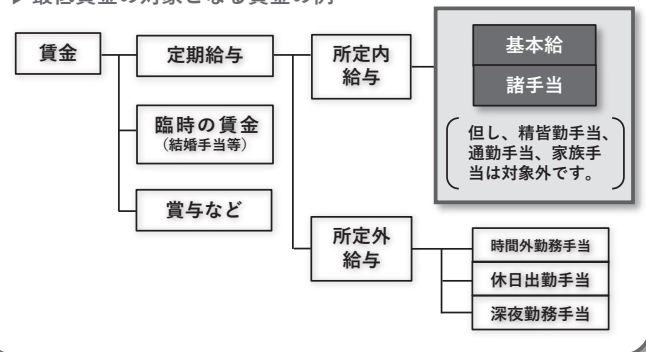 ▶最低賃金の対象となる賃金の例
賃金
定期給与
所定内
給与
基本給
諸手当
但し、精皆勤手当、
通勤手当、家族手
当は対象外です。
臨時の賃金
(結婚手当等)
賞与など
所定外
給与
時間外勤務手当
休日出勤手当
深夜勤務手当